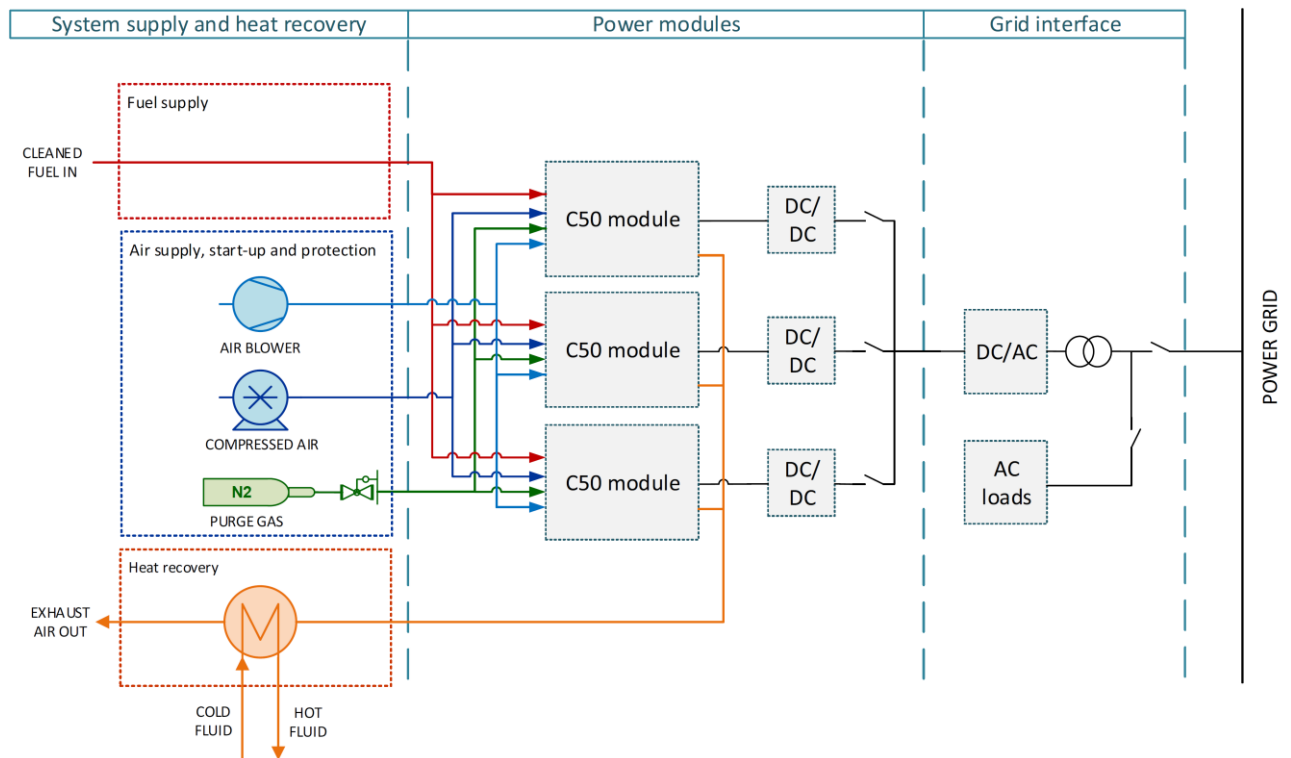 System supply and heat recovery
Power modules
Grid interface
Fuel supply
CLEANED
FUEL IN
Air supply, start-up and protection
AIR BLOWER
COMPRESSED AIR
N2
PURGE GAS
Heat recovery
EXHAUST
AIR OUT
COLD
FLUID
HOT
FLUID
C50 module
C50 module
C50 module
DC/
DC
DC/
DC
DC/
DC
DC/AC
AC
loads
POWER GRID